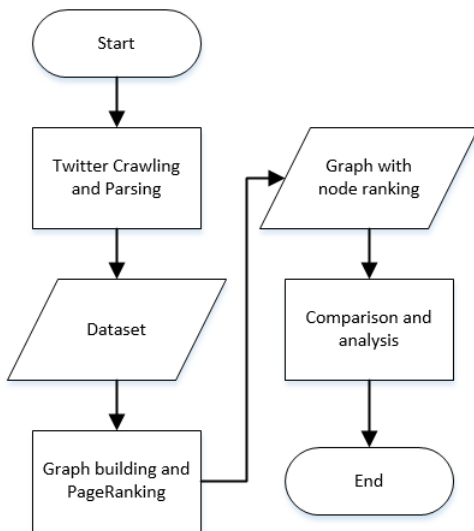 Start
Twitter Crawling
and Parsing
Dataset
Graph building and
PageRanking
Graph with
node ranking
Comparison and
analysis
End